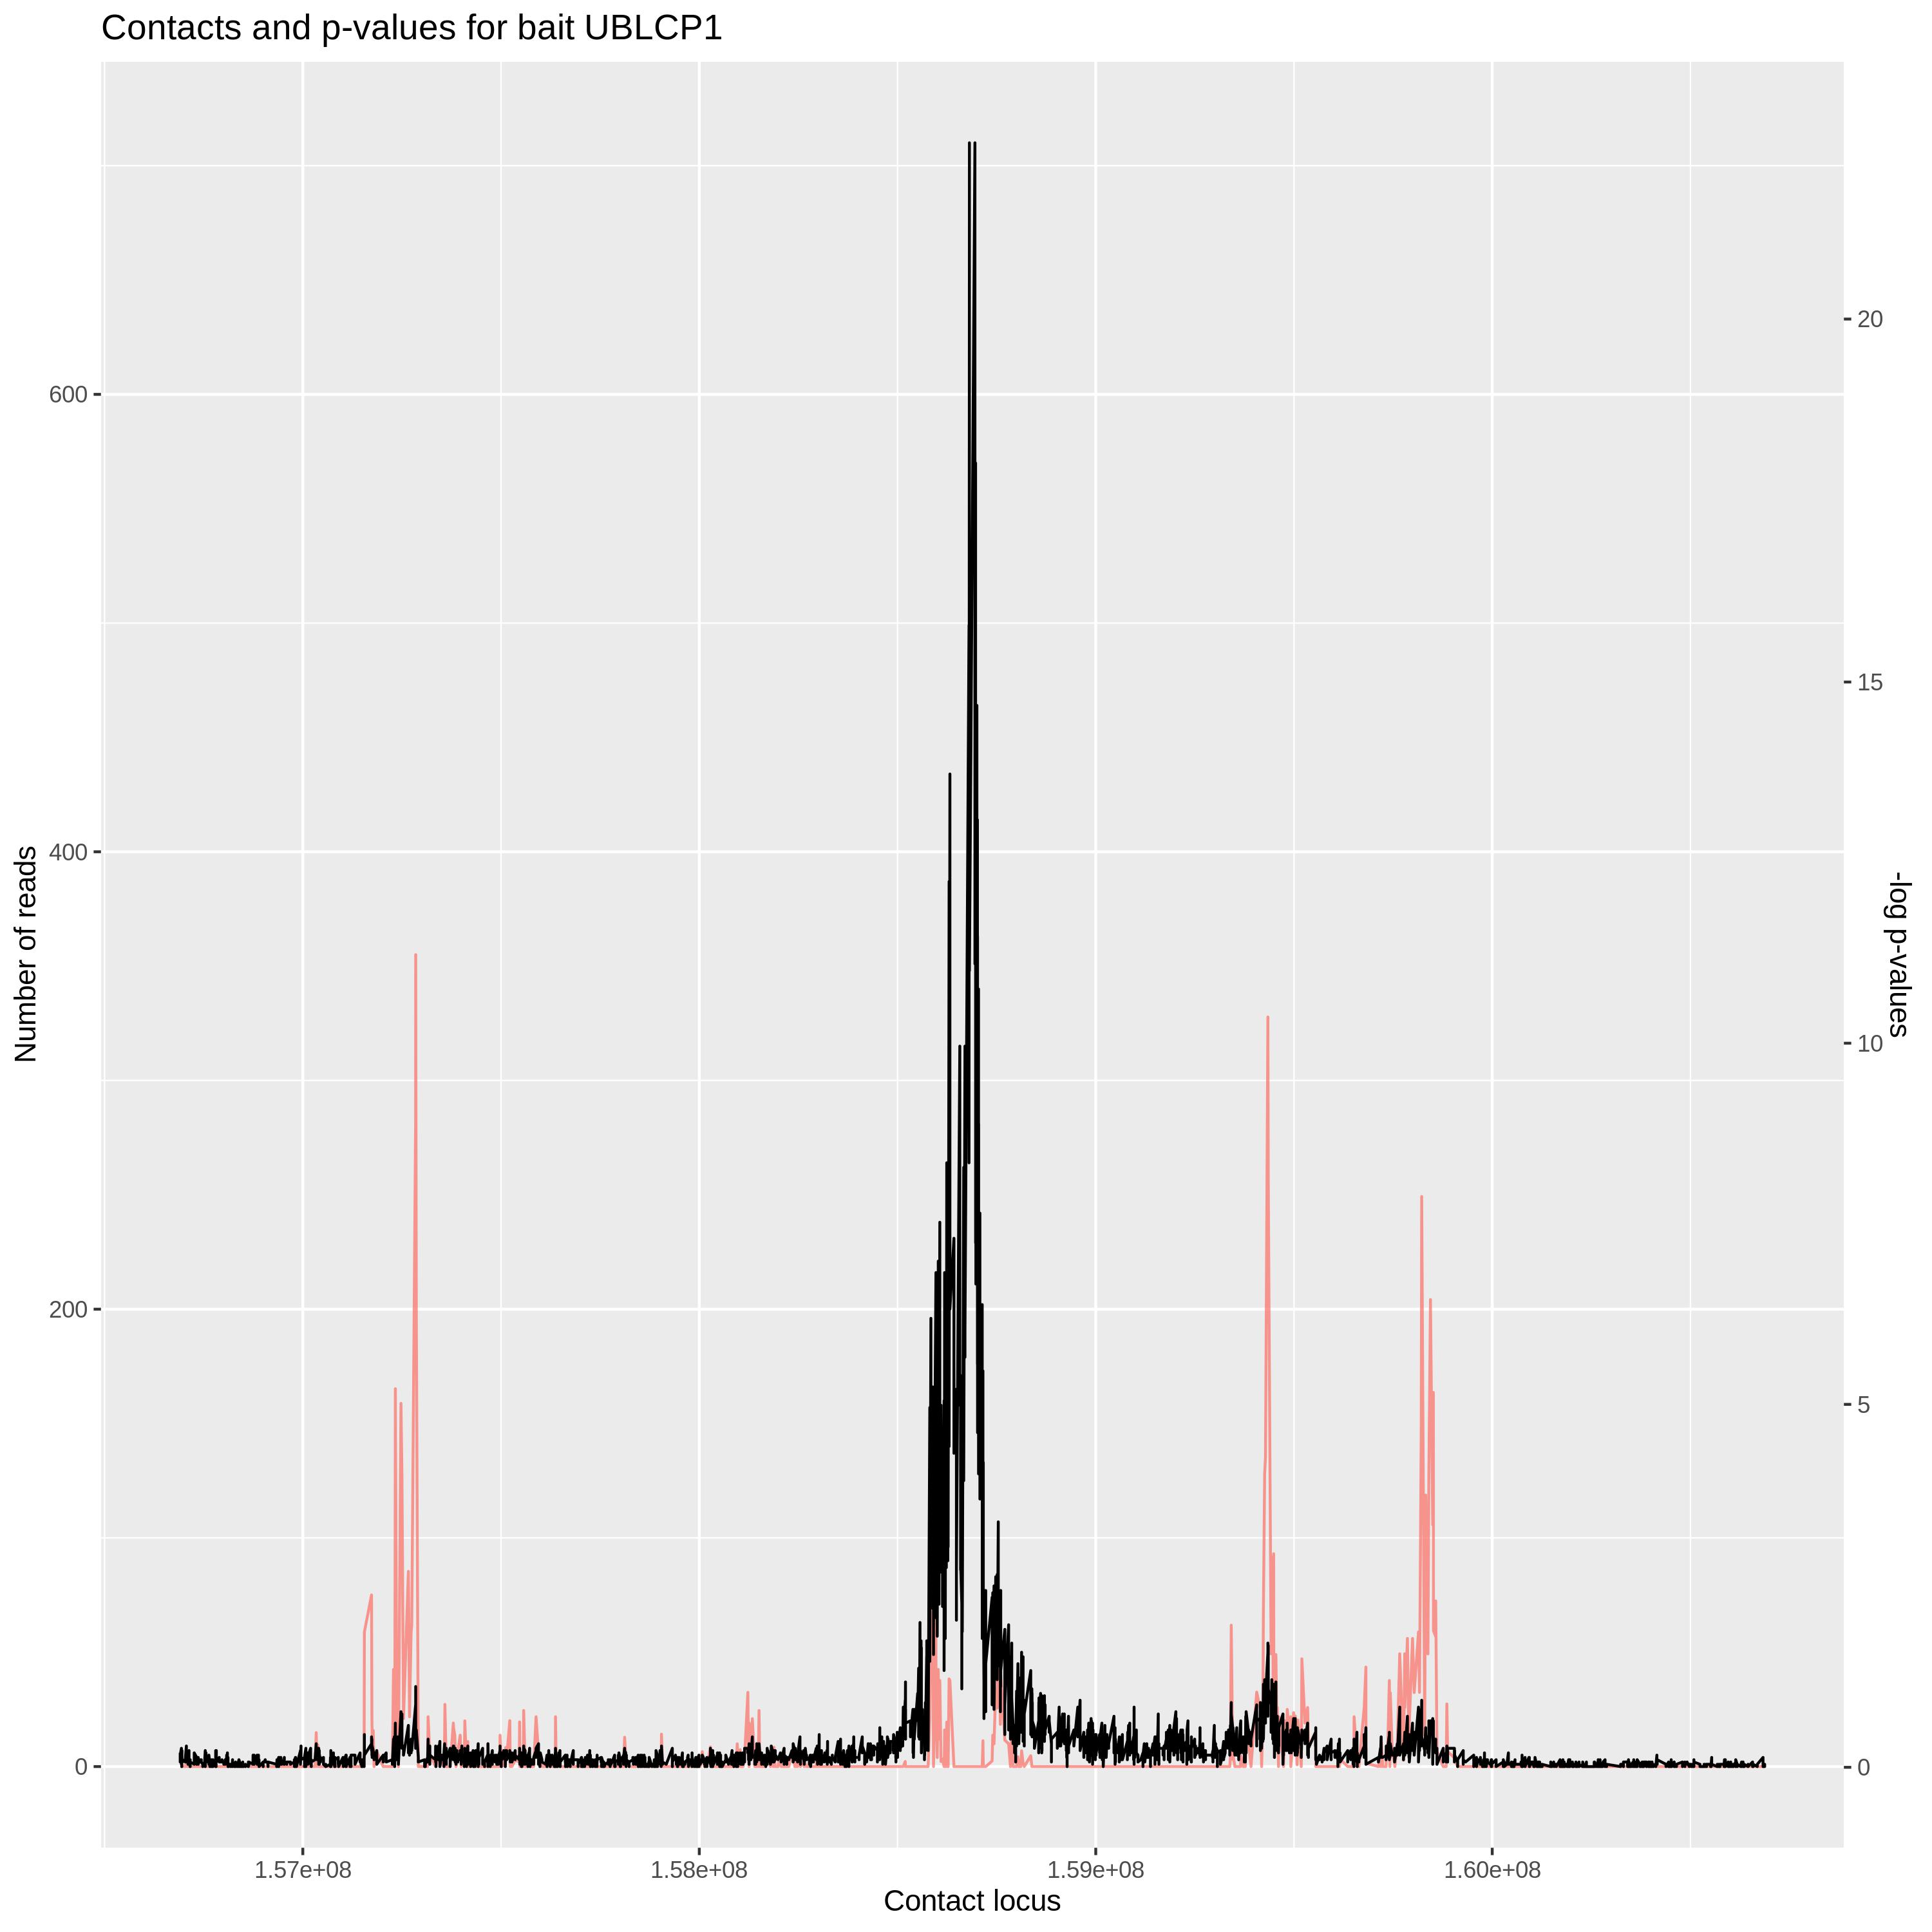 Contacts and p-values for bait UBLCP1
Number of reads
600
400
200
0
20
15
10
5
0
-log p-values
1.57e+08 1.58e+08 1.59e+08 1.60e+08
Contact locus